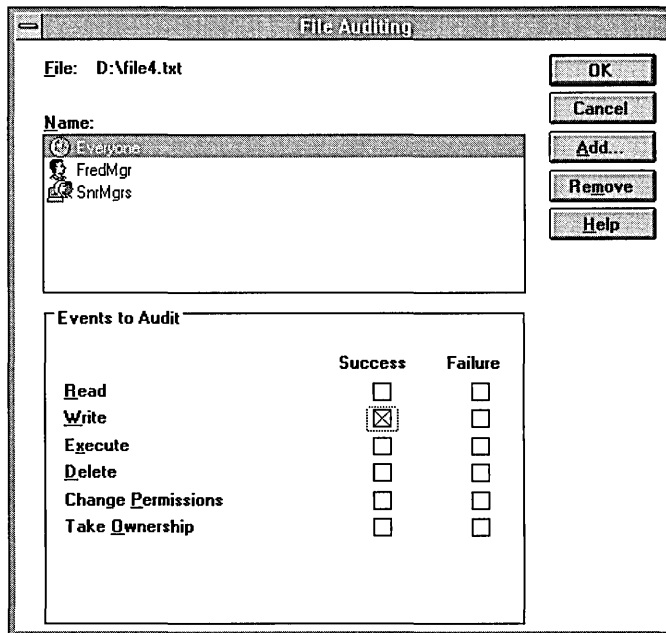 File Auditing
File: D:\file4.txt
OK
Cancel
Name:
Add...
Everyone
FredMgr
Remove
SnrMgrs
Help
Events to Audit
Success Failure
Read
Write
Execute
Delete
Change Permissions
Take Ownership